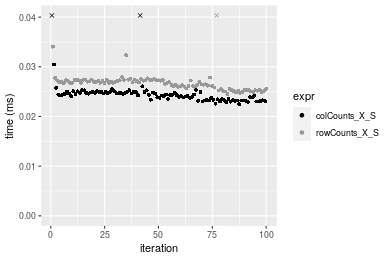 0.04
0.03
0.02
0.01
0.00
time (ms)
0
25
50
75
100
iteration
expr
colCounts_X_S
rowCounts_X_S